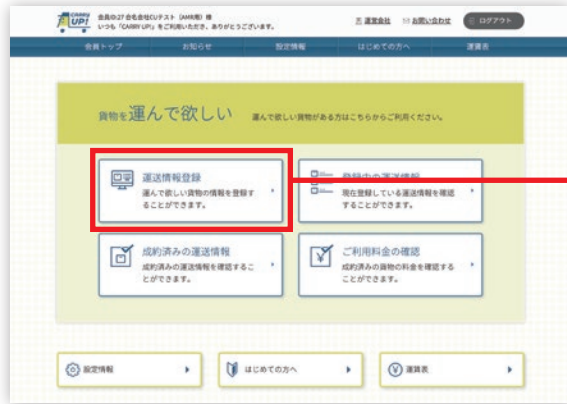 CARRY UP!
会員ID:27 合名会社CUテスト (AMR用) 様
いつも「CARRY UP!」をご利用いただき、ありがとうございます。
運営会社 お問い合わせ ログアウト
会員トップ お知らせ 設定情報 はじめての方へ 運賃表
貨物を運んで欲しい 運んで欲しい貨物がある方はこちらからご利用ください。
運送情報登録
運んで欲しい貨物の情報を登録す
ることができます。
登録中の運送情報
現在登録している運送情報を確認
することができます。
成約済みの運送情報
成約済みの運送情報を確認するこ
とができます。
ご利用料金の確認
成約済みの貨物の料金を確認する
ことができます。
設定情報 はじめての方へ 運賃表